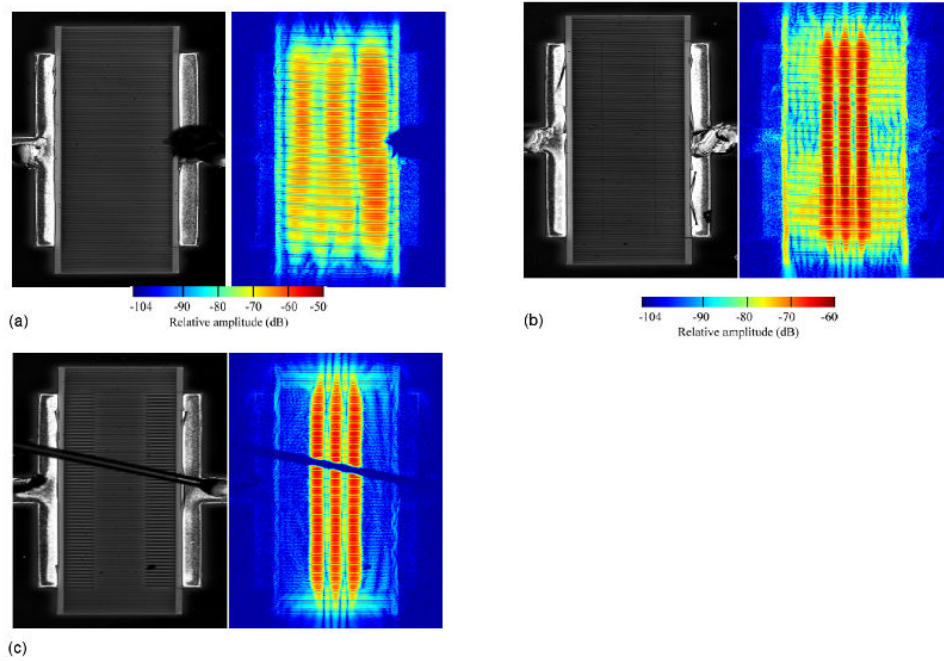 -104 -90 -80 -70 -60 -50
Relative amplitude (dB)
(a)
-104 -90 -80 -70 -60
Relative amplitude (dB)
(b)
(c)